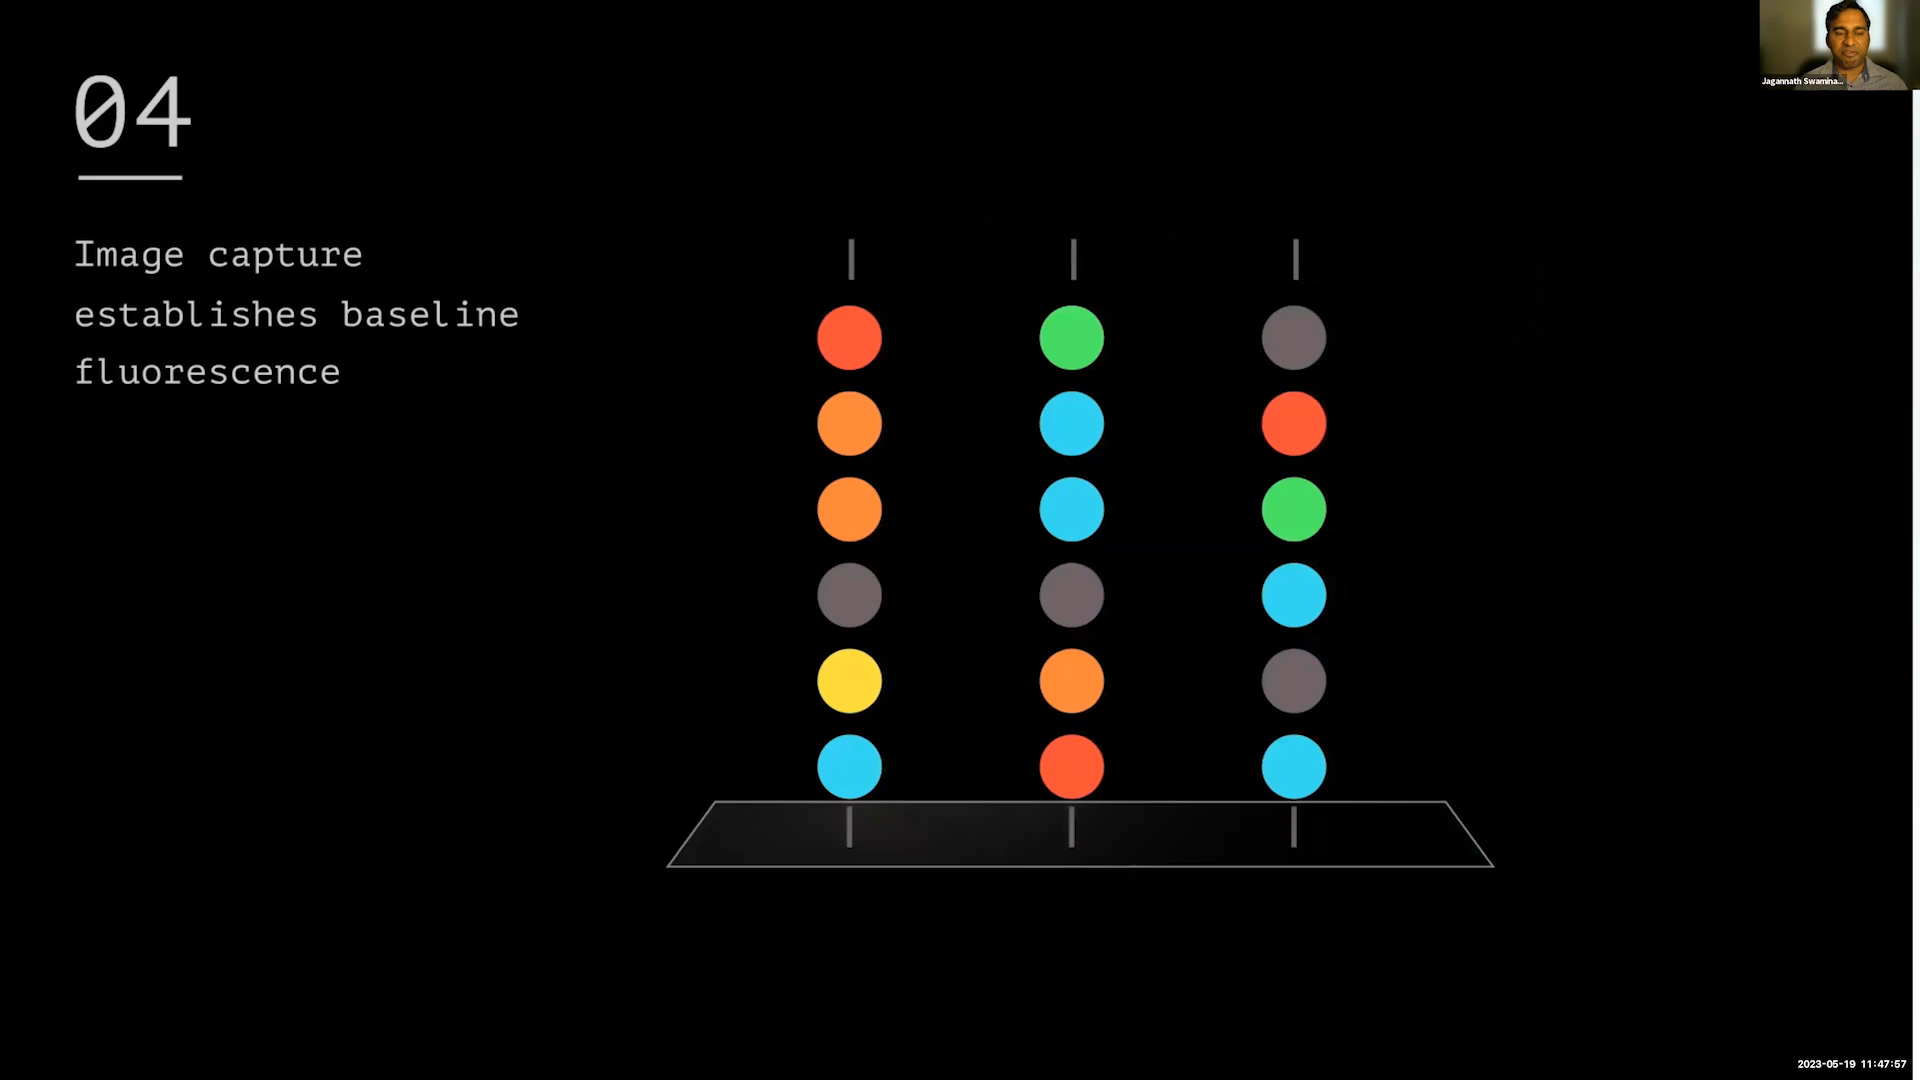 04
Image capture
establishes baseline
fluorescence
Jagannath Swamina...
2023-05-19 11:47:57